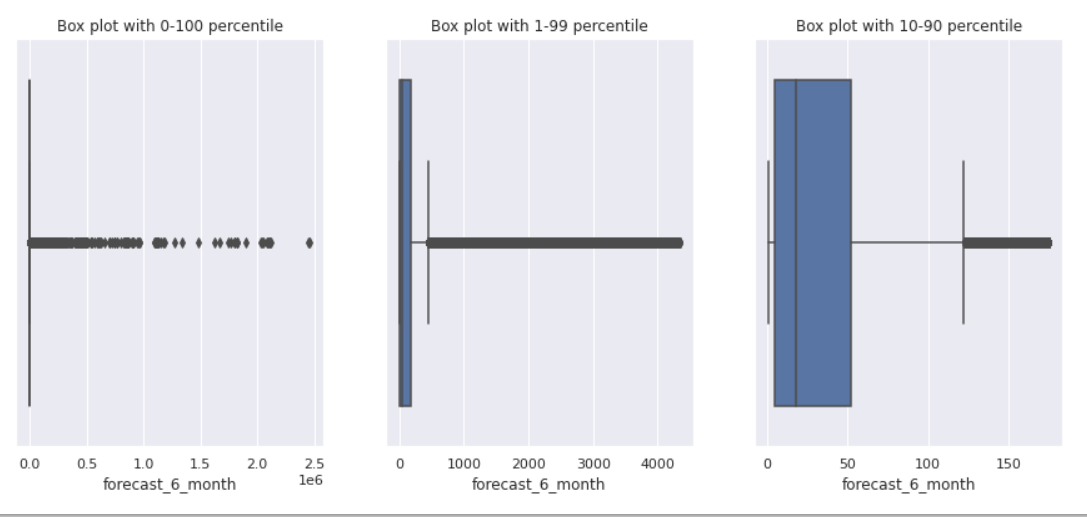 Box plot with 0-100 percentile
0.0 0.5 1.0 1.5 2.0 2.5
1e6
forecast_6_month
Box plot with 1-99 percentile
0 1000 2000 3000 4000
forecast_6_month
Box plot with 10-90 percentile
0 50 100 150
forecast_6_month